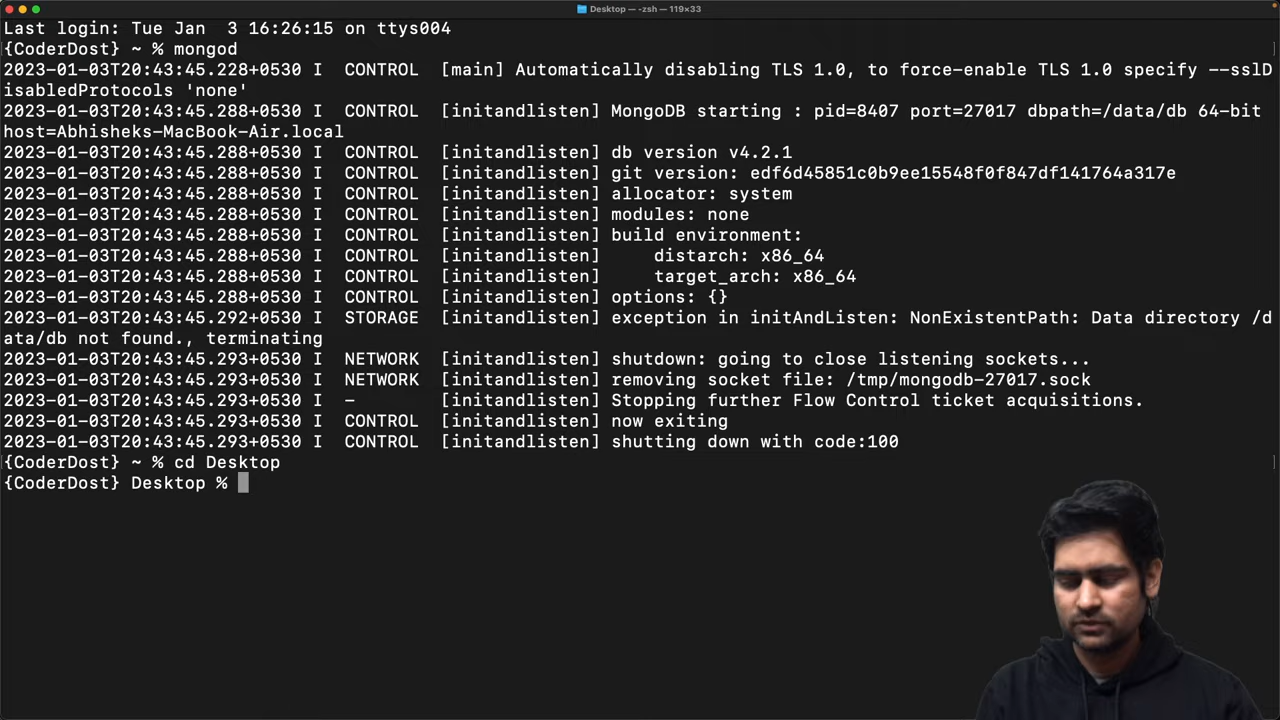 Desktop — -zsh — 119×33
Last login: Tue Jan  3 16:26:15 on ttys004
{CoderDost} ~ % mongod
2023-01-03T20:43:45.228+0530 I  CONTROL  [main] Automatically disabling TLS 1.0, to force-enable TLS 1.0 specify --sslD
isabledProtocols 'none'
2023-01-03T20:43:45.288+0530 I  CONTROL  [initandlisten] MongoDB starting : pid=8407 port=27017 dbpath=/data/db 64-bit
host=Abhisheks-MacBook-Air.local
2023-01-03T20:43:45.288+0530 I  CONTROL  [initandlisten] db version v4.2.1
2023-01-03T20:43:45.288+0530 I  CONTROL  [initandlisten] git version: edf6d45851c0b9ee15548f0f847df141764a317e
2023-01-03T20:43:45.288+0530 I  CONTROL  [initandlisten] allocator: system
2023-01-03T20:43:45.288+0530 I  CONTROL  [initandlisten] modules: none
2023-01-03T20:43:45.288+0530 I  CONTROL  [initandlisten] build environment:
2023-01-03T20:43:45.288+0530 I  CONTROL  [initandlisten]     distarch: x86_64
2023-01-03T20:43:45.288+0530 I  CONTROL  [initandlisten]     target_arch: x86_64
2023-01-03T20:43:45.288+0530 I  CONTROL  [initandlisten] options: {}
2023-01-03T20:43:45.292+0530 I  STORAGE  [initandlisten] exception in initAndListen: NonExistentPath: Data directory /d
ata/db not found., terminating
2023-01-03T20:43:45.293+0530 I  NETWORK  [initandlisten] shutdown: going to close listening sockets...
2023-01-03T20:43:45.293+0530 I  NETWORK  [initandlisten] removing socket file: /tmp/mongodb-27017.sock
2023-01-03T20:43:45.293+0530 I  -        [initandlisten] Stopping further Flow Control ticket acquisitions.
2023-01-03T20:43:45.293+0530 I  CONTROL  [initandlisten] now exiting
2023-01-03T20:43:45.293+0530 I  CONTROL  [initandlisten] shutting down with code:100
{CoderDost} ~ % cd Desktop
{CoderDost} Desktop %